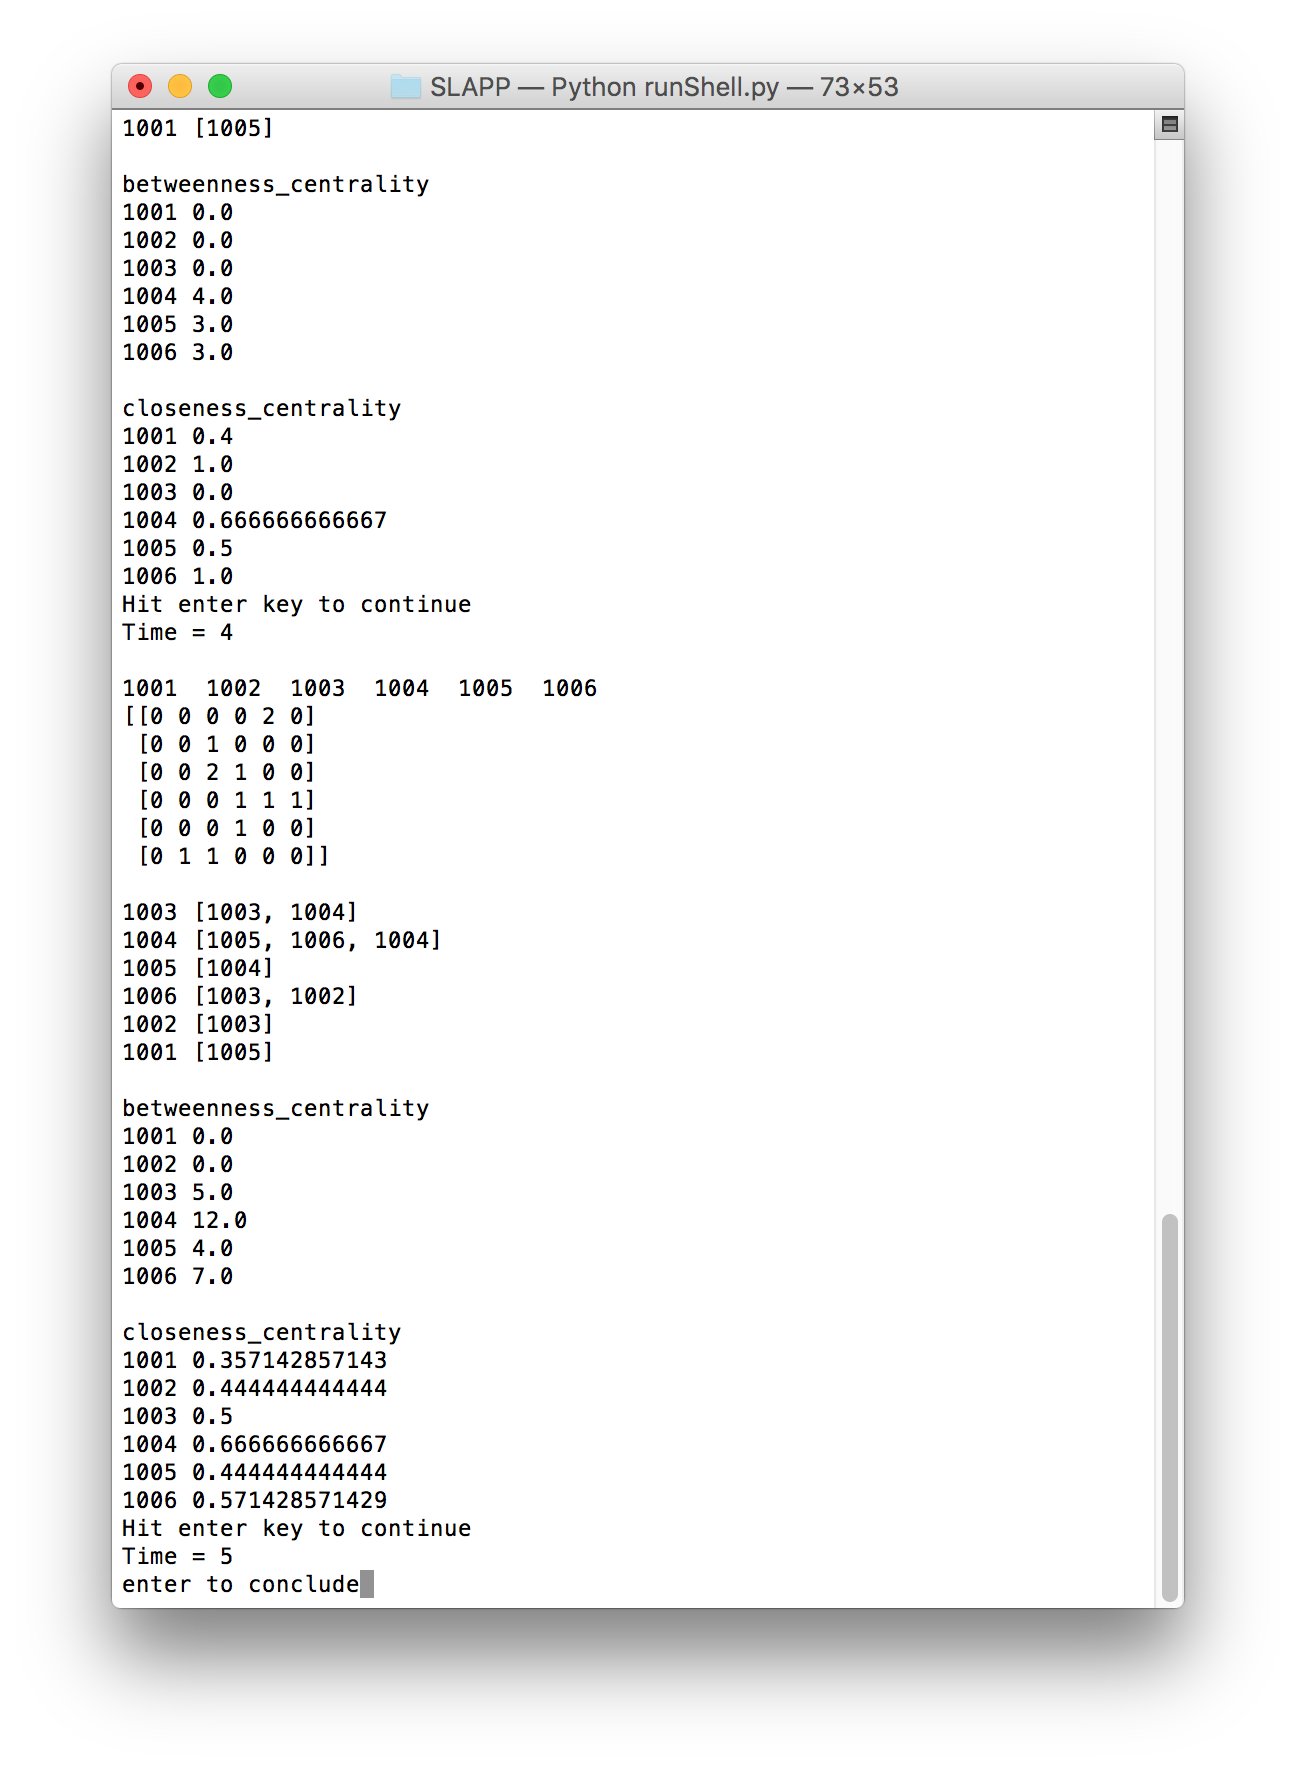 SLAPP — Python runShell.py — 73×53
1001 [1005]
betweenness_centrality
1001 0.0
1002 0.0
1003 0.0
1004 4.0
1005 3.0
1006 3.0
closeness_centrality
1001 0.4
1002 1.0
1003 0.0
1004 0.666666666667
1005 0.5
1006 1.0
Hit enter key to continue
Time = 4
1001  1002  1003  1004  1005  1006
[[0 0 0 0 2 0]
 [0 0 1 0 0 0]
 [0 0 2 1 0 0]
 [0 0 0 1 1 1]
 [0 0 0 1 0 0]
 [0 1 1 0 0 0]]
1003 [1003, 1004]
1004 [1005, 1006, 1004]
1005 [1004]
1006 [1003, 1002]
1002 [1003]
1001 [1005]
betweenness_centrality
1001 0.0
1002 0.0
1003 5.0
1004 12.0
1005 4.0
1006 7.0
closeness_centrality
1001 0.357142857143
1002 0.444444444444
1003 0.5
1004 0.666666666667
1005 0.444444444444
1006 0.571428571429
Hit enter key to continue
Time = 5
enter to conclude